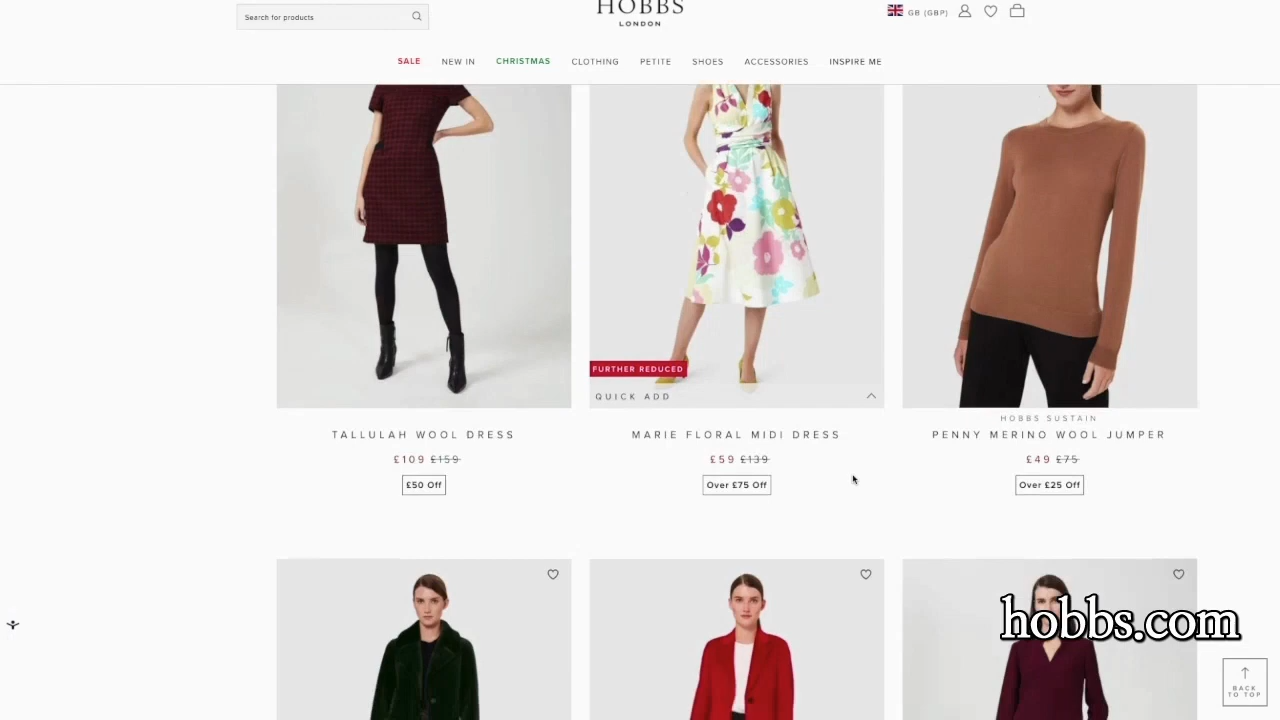 HOBBS
LONDON
Search for products
GB (GBP)
SALE NEW IN CHRISTMAS CLOTHING PETITE SHOES ACCESSORIES INSPIRE ME
FURTHER REDUCED
QUICK ADD
HOBBS SUSTAIN
TALLULAH WOOL DRESS
£109 £159
£50 Off
MARIE FLORAL MIDI DRESS
£59 £139
Over £75 Off
PENNY MERINO WOOL JUMPER
£49 £75
Over £25 Off
hobbs.com
BACK
TO TOP